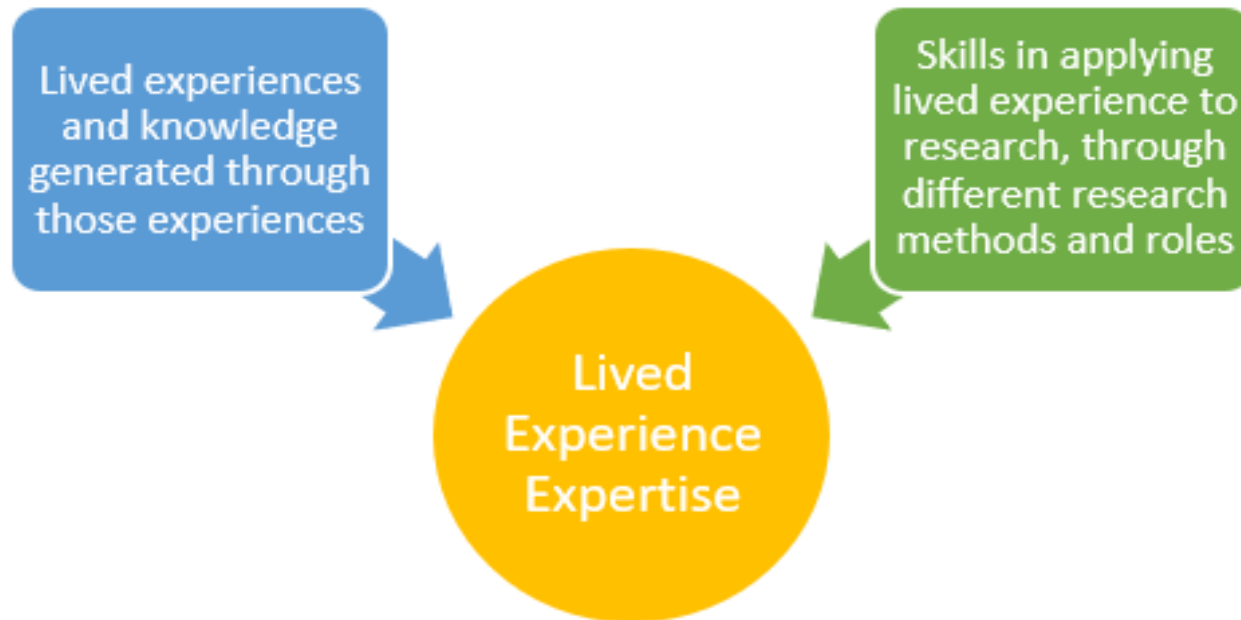 Lived experiences
and knowledge
generated through
those experiences
Skills in applying
lived experience to
research, through
different research
methods and roles
Lived
Experience
Expertise